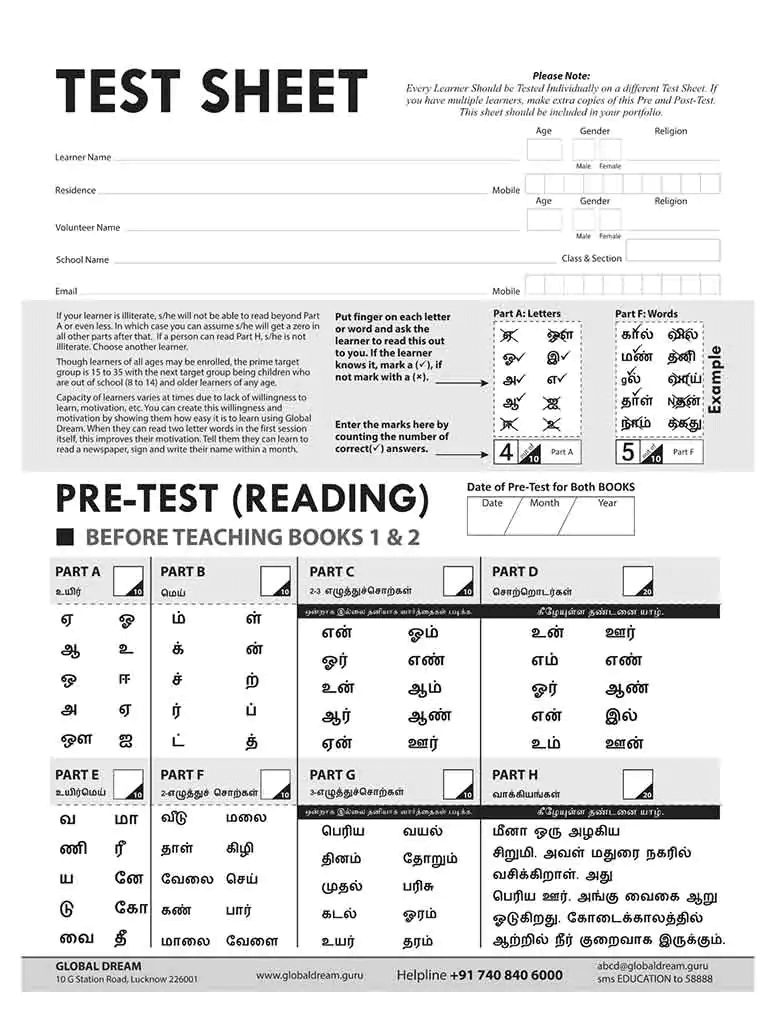 TEST SHEET
Please Note:
Every Learner Should be Tested Individually on a different Test Sheet. If
you have multiple learners, make extra copies of this Pre and Post-Test.
This sheet should be included in your portfolio.
Age Gender Religion
Learner Name
Male Female
Residence Mobile
Age Gender Religion
Volunteer Name
Male Female
School Name Class & Section
Email Mobile
If your learner is illiterate, s/he will not be able to read beyond Part
A or even less. In which case you can assume s/he will get a zero in
all other parts after that. If a person can read Part H, s/he is not
illiterate. Choose another learner.
Though learners of all ages may be enrolled, the prime target
group is 15 to 35 with the next target group being children who
are out of school (8 to 14) and older learners of any age.
Capacity of learners varies at times due to lack of willingness to
learn, motivation, etc. You can create this willingness and
motivation by showing them how easy it is to learn using Global
Dream. When they can read two letter words in the first session
itself, this improves their motivation. Tell them they can learn to
read a newspaper, sign and write their name within a month.
Put finger on each letter
or word and ask the
learner to read this out
to you. If the learner
knows it, mark a (✓), if
not mark with a (×).
Enter the marks here by
counting the number of
correct(✓) answers.
Part A: Letters
ஔ
ஓ இ
அ எ
ஆ ஐ
உ
4 out of 10 Part A
Part F: Words
கால்
மண் தனி
தாள்
நாம்
5 out of 10 Part F
Example
PRE-TEST (READING)
Date of Pre-Test for Both BOOKS
Date Month Year
BEFORE TEACHING BOOKS 1 & 2
PART A 10
உயிர்
ஏ ஓ
ஆ உ
ஒ ஈ
அ ஏ
ஔ ஐ
PART B 10
மெய்
ம் ள்
க் ன்
ச் ற்
ர் ப்
ட் த்
PART C 10
2-3 எழுத்துச்சொற்கள்
ஒன்றாக இல்லை தனியாக வார்த்தைகள் படிக்க.
என் ஓம்
ஓர் எண்
உன் ஆம்
ஆர் ஆண்
ஏன் ஊர்
PART D 20
சொற்றொடர்கள்
கீழேயுள்ள தண்டனை யாழ்.
உன் ஊர்
எம் எண்
ஓர் ஆண்
என் இல்
உம் ஊன்
PART E 10
உயிர்மெய்
வ மா
ணி ரீ
ய னே
டு கோ
வை தீ
PART F 10
2-எழுத்துச் சொற்கள்
வீடு மலை
தாள் கிழி
வேலை செய்
கண் பார்
மாலை வேளை
PART G 10
3-எழுத்துச்சொற்கள்
ஒன்றாக இல்லை தனியாக வார்த்தைகள் படிக்க.
பெரிய வயல்
தினம் தோறும்
முதல் பரிசு
கடல் ஓரம்
உயர் தரம்
PART H 20
வாக்கியங்கள்
கீழேயுள்ள தண்டனை யாழ்.
மீனா ஒரு அழகிய
சிறுமி. அவள் மதுரை நகரில்
வசிக்கிறாள். அது
பெரிய ஊர். அங்கு வைகை ஆறு
ஓடுகிறது. கோடைக்காலத்தில்
ஆற்றில் நீர் குறைவாக இருக்கும்.
GLOBAL DREAM
10 G Station Road, Lucknow 226001
www.globaldream.guru
Helpline +91 740 840 6000
abcd@globaldream.guru
sms EDUCATION to 58888